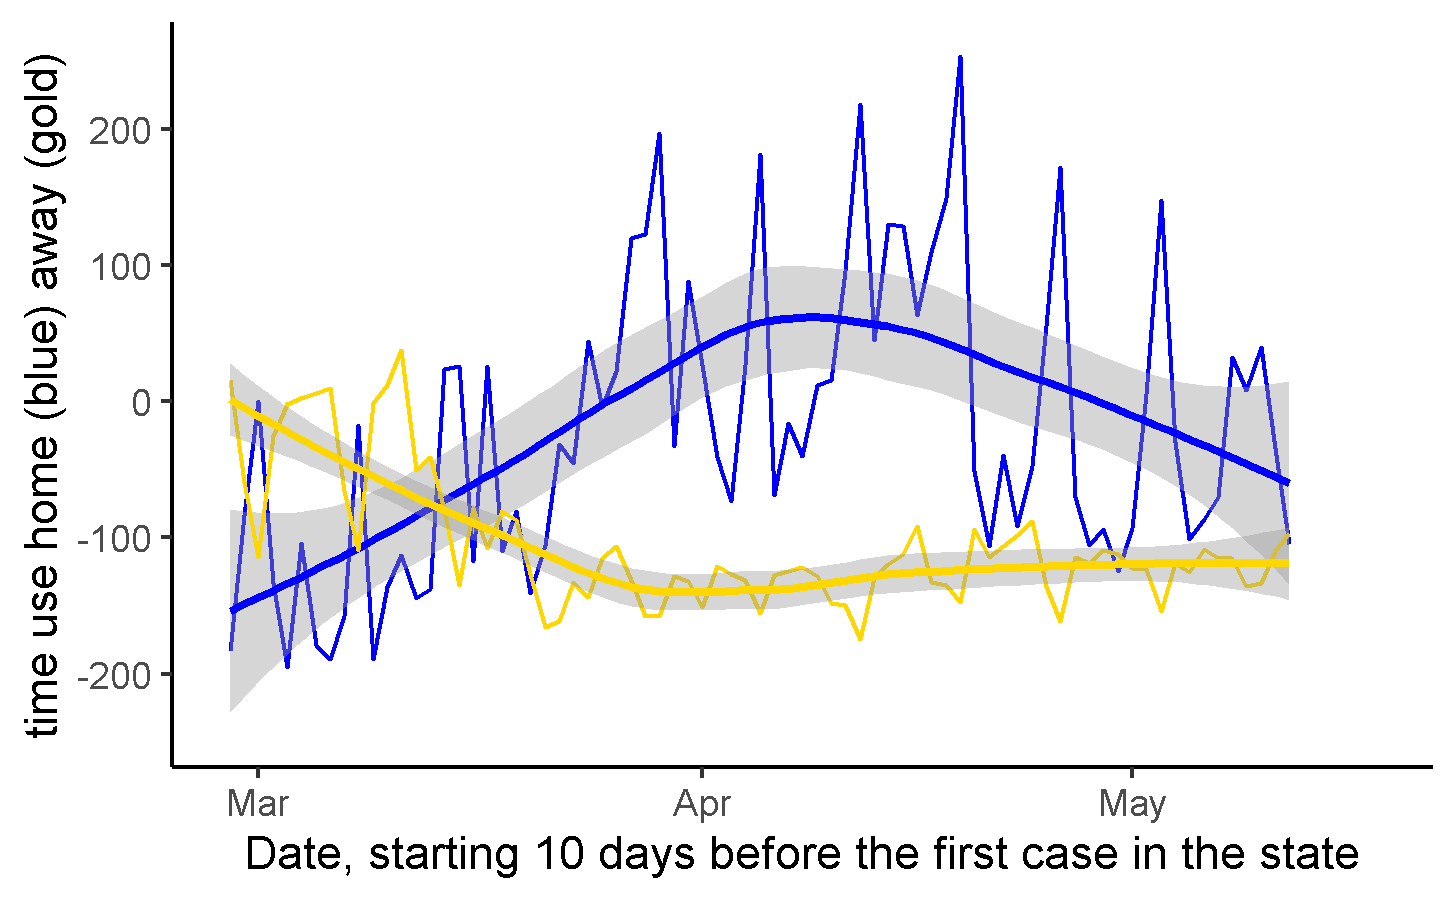 time use home (blue) away (gold)
200
100
0
-100
-200
Mar Apr May
Date, starting 10 days before the first case in the state